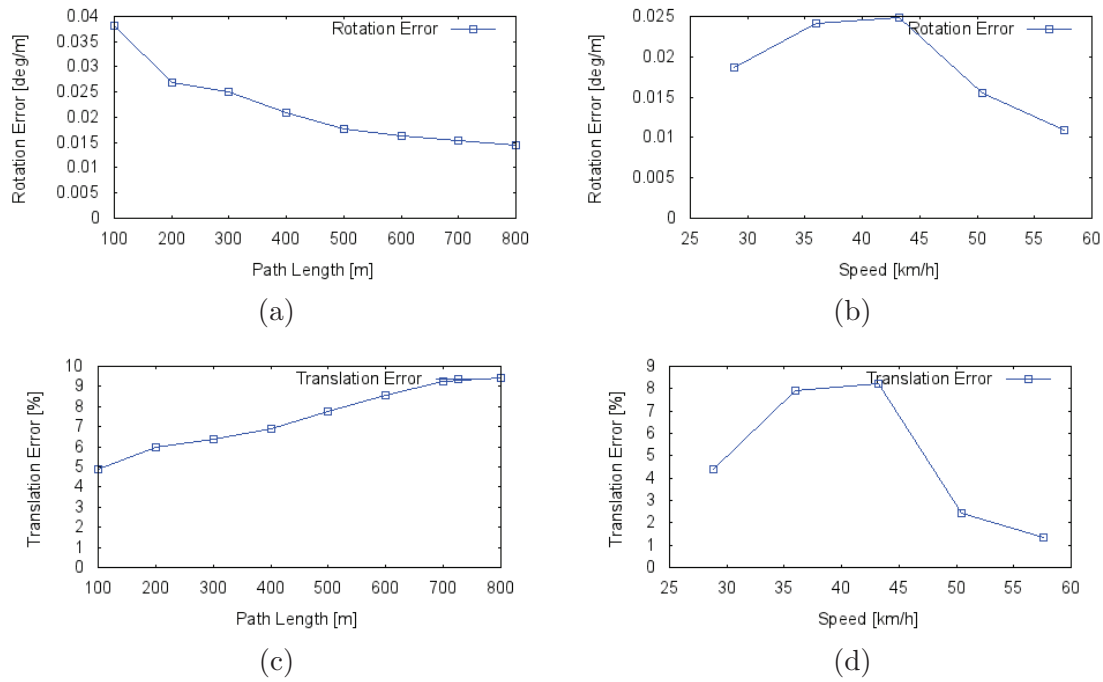 0.04
0.035
0.03
0.025
0.02
0.015
0.01
0.005
0
Rotation Error [deg/m]
Rotation Error
100 200 300 400 500 600 700 800
Path Length [m]
(a)
0.025
0.02
0.015
0.01
0.005
0
Rotation Error [deg/m]
Rotation Error
25 30 35 40 45 50 55 60
Speed [km/h]
(b)
10
9
8
7
6
5
4
3
2
1
0
Translation Error [%]
Translation Error
100 200 300 400 500 600 700 800
Path Length [m]
(c)
9
8
7
6
5
4
3
2
1
0
Translation Error [%]
Translation Error
25 30 35 40 45 50 55 60
Speed [km/h]
(d)